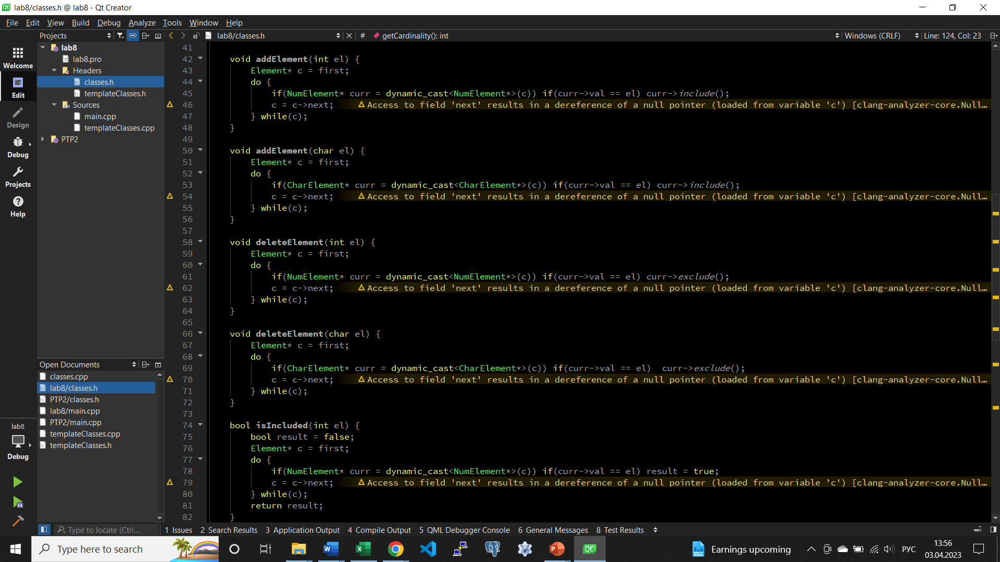 lab8/classes.h @ lab8 - Qt Creator
File Edit View Build Debug Analyze Tools Window Help
Projects
lab8/classes.h
#
getCardinality(): int
Windows (CRLF)
Line: 124, Col: 23
Welcome
Edit
Design
Debug
Projects
Help
lab8
Debug
lab8
lab8.pro
Headers
classes.h
templateClasses.h
Sources
main.cpp
templateClasses.cpp
PTP2
Open Documents
classes.cpp
lab8/classes.h
PTP2/classes.h
lab8/main.cpp
PTP2/main.cpp
templateClasses.cpp
templateClasses.h
41
42 void addElement(int el) {
43 Element* c = first;
44 do {
45 if(NumElement* curr = dynamic_cast<NumElement*>(c)) if(curr->val == el) curr->include();
46 c = c->next; Access to field 'next' results in a dereference of a null pointer (loaded from variable 'c') [clang-analyzer-core.Null…
47 } while(c);
48 }
49
50 void addElement(char el) {
51 Element* c = first;
52 do {
53 if(CharElement* curr = dynamic_cast<CharElement*>(c)) if(curr->val == el) curr->include();
54 c = c->next; Access to field 'next' results in a dereference of a null pointer (loaded from variable 'c') [clang-analyzer-core.Null…
55 } while(c);
56 }
57
58 void deleteElement(int el) {
59 Element* c = first;
60 do {
61 if(NumElement* curr = dynamic_cast<NumElement*>(c)) if(curr->val == el) curr->exclude();
62 c = c->next; Access to field 'next' results in a dereference of a null pointer (loaded from variable 'c') [clang-analyzer-core.Null…
63 } while(c);
64 }
65
66 void deleteElement(char el) {
67 Element* c = first;
68 do {
69 if(CharElement* curr = dynamic_cast<CharElement*>(c)) if(curr->val == el)  curr->exclude();
70 c = c->next; Access to field 'next' results in a dereference of a null pointer (loaded from variable 'c') [clang-analyzer-core.Null…
71 } while(c);
72 }
73
74 bool isIncluded(int el) {
75 bool result = false;
76 Element* c = first;
77 do {
78 if(NumElement* curr = dynamic_cast<NumElement*>(c)) if(curr->val == el) result = true;
79 c = c->next; Access to field 'next' results in a dereference of a null pointer (loaded from variable 'c') [clang-analyzer-core.Null…
80 } while(c);
81 return result;
82 }
Type to locate (Ctrl...
1 Issues 2 Search Results 3 Application Output 4 Compile Output 5 QML Debugger Console 6 General Messages 8 Test Results
Type here to search
Earnings upcoming
РУС
13:56
03.04.2023